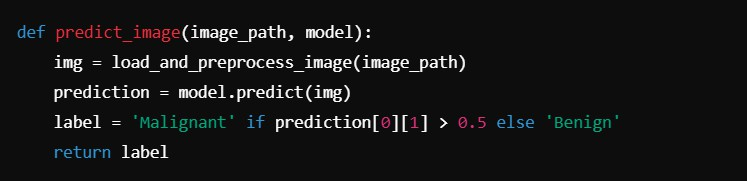 def predict_image(image_path, model):
    img = load_and_preprocess_image(image_path)
    prediction = model.predict(img)
    label = 'Malignant' if prediction[0][1] > 0.5 else 'Benign'
    return label